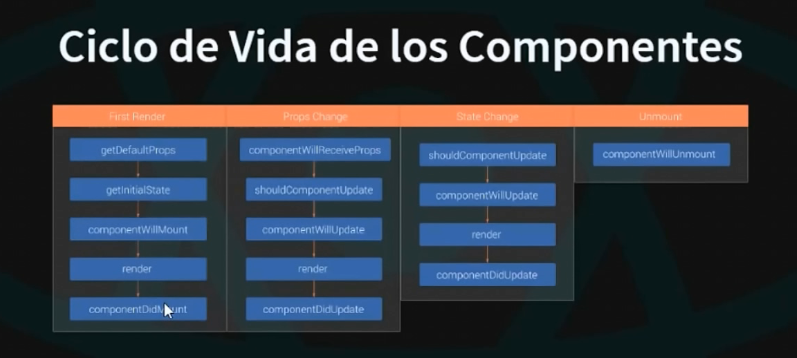 Ciclo de Vida de los Componentes
First Render
getDefaultProps
getInitialState
componentWillMount
render
componentDidMount
Props Change
componentWillReceiveProps
shouldComponentUpdate
componentWillUpdate
render
componentDidUpdate
State Change
shouldComponentUpdate
componentWillUpdate
render
componentDidUpdate
Unmount
componentWillUnmount